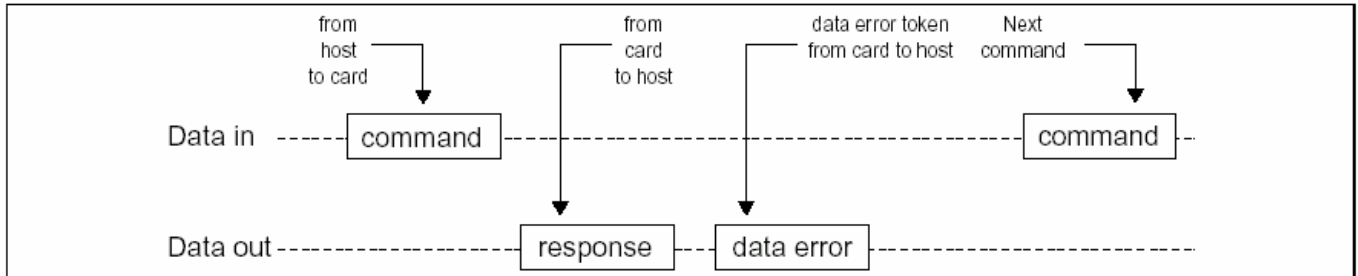 from
host
to card
from
card
to host
data error token
from card to host
Next
command
Data in
command
command
Data out
response
data error